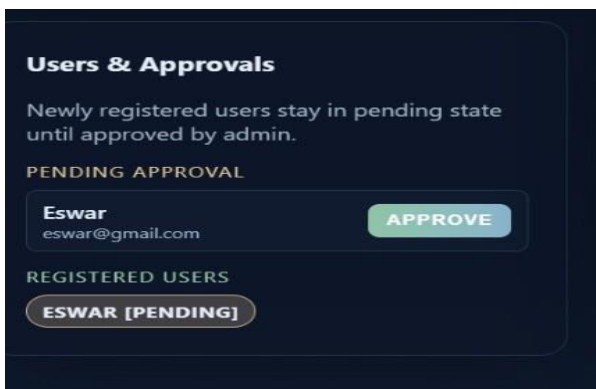 Users & Approvals
Newly registered users stay in pending state
until approved by admin.
PENDING APPROVAL
Eswar
eswar@gmail.com
APPROVE
REGISTERED USERS
ESWAR [PENDING]